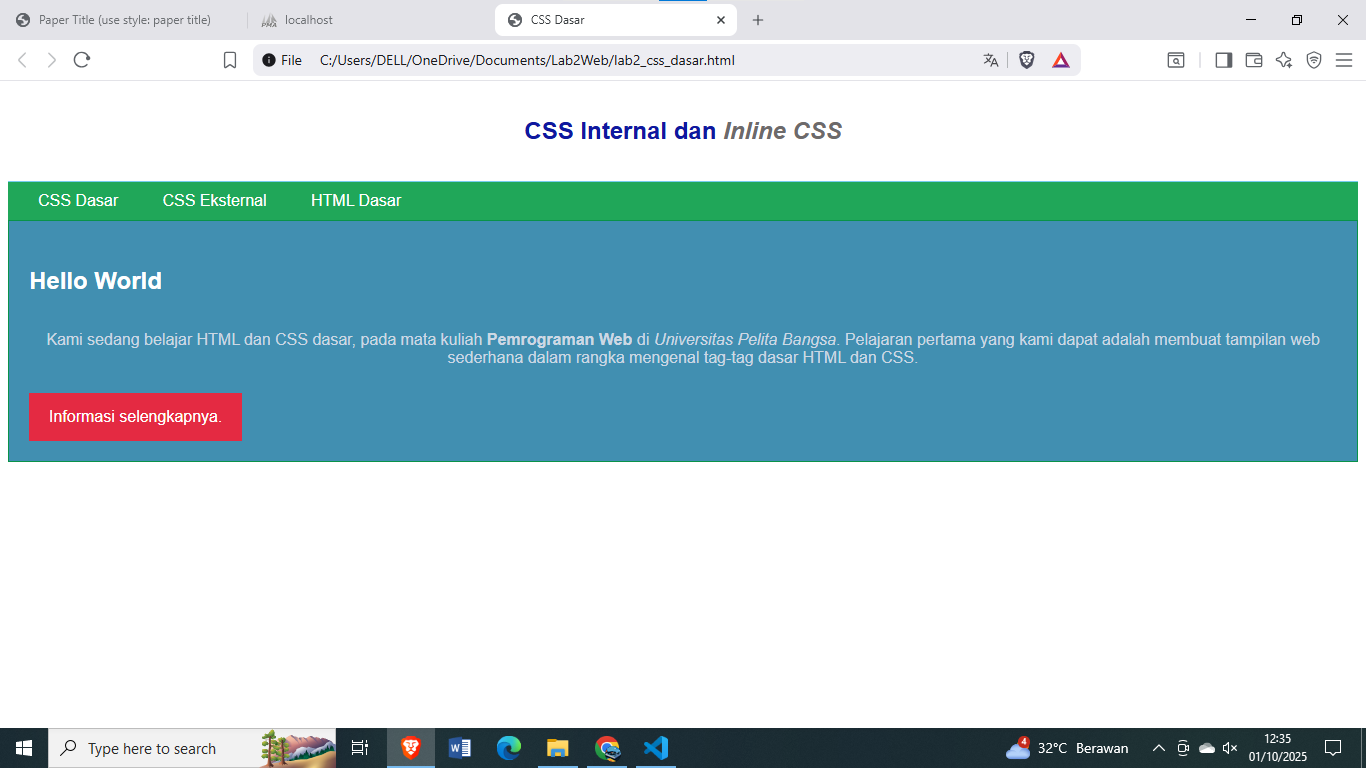 Paper Title (use style: paper title)
localhost
CSS Dasar
File C:/Users/DELL/OneDrive/Documents/Lab2Web/lab2_css_dasar.html
CSS Internal dan Inline CSS
CSS Dasar CSS Eksternal HTML Dasar
Hello World
Kami sedang belajar HTML dan CSS dasar, pada mata kuliah Pemrograman Web di Universitas Pelita Bangsa. Pelajaran pertama yang kami dapat adalah membuat tampilan web
sederhana dalam rangka mengenal tag-tag dasar HTML dan CSS.
Informasi selengkapnya.
Type here to search
4
32°C Berawan
12:35
01/10/2025